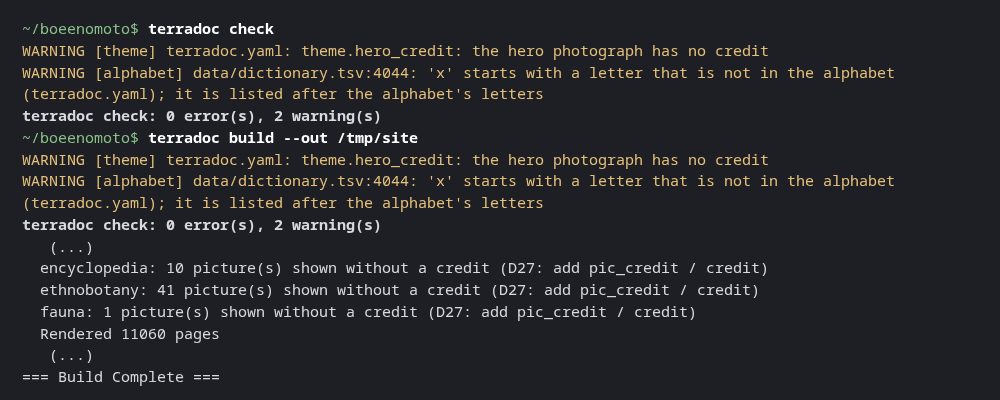 ~/boeenomoto$ terradoc check
WARNING [theme] terradoc.yaml: theme.hero_credit: the hero photograph has no credit
WARNING [alphabet] data/dictionary.tsv:4044: 'x' starts with a letter that is not in the alphabet
(terradoc.yaml); it is listed after the alphabet's letters
terradoc check: 0 error(s), 2 warning(s)
~/boeenomoto$ terradoc build --out /tmp/site
WARNING [theme] terradoc.yaml: theme.hero_credit: the hero photograph has no credit
WARNING [alphabet] data/dictionary.tsv:4044: 'x' starts with a letter that is not in the alphabet
(terradoc.yaml); it is listed after the alphabet's letters
terradoc check: 0 error(s), 2 warning(s)
   (...)
  encyclopedia: 10 picture(s) shown without a credit (D27: add pic_credit / credit)
  ethnobotany: 41 picture(s) shown without a credit (D27: add pic_credit / credit)
  fauna: 1 picture(s) shown without a credit (D27: add pic_credit / credit)
  Rendered 11060 pages
   (...)
=== Build Complete ===